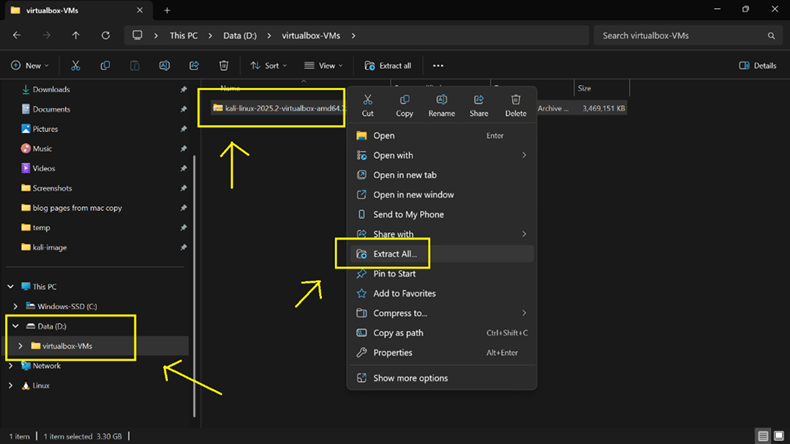 virtualbox-VMs
This PC > Data (D:) > virtualbox-VMs >
Search virtualbox-VMs
New
Sort
View
Extract all
Details
Downloads
Documents
Pictures
Music
Videos
Screenshots
blog pages from mac copy
temp
kali-image
This PC
Windows-SSD (C:)
Data (D:)
virtualbox-VMs
Network
Linux
Name
Size
kali-linux-2025.2-virtualbox-amd64.7
Archive ...
3,469,151 KB
Cut
Copy
Rename
Share
Delete
Open Enter
Open with
Open in new tab
Open in new window
Send to My Phone
Share with
Extract All...
Pin to Start
Add to Favorites
Compress to...
Copy as path Ctrl+Shift+C
Properties Alt+Enter
Show more options
1 item
1 item selected 3.30 GB